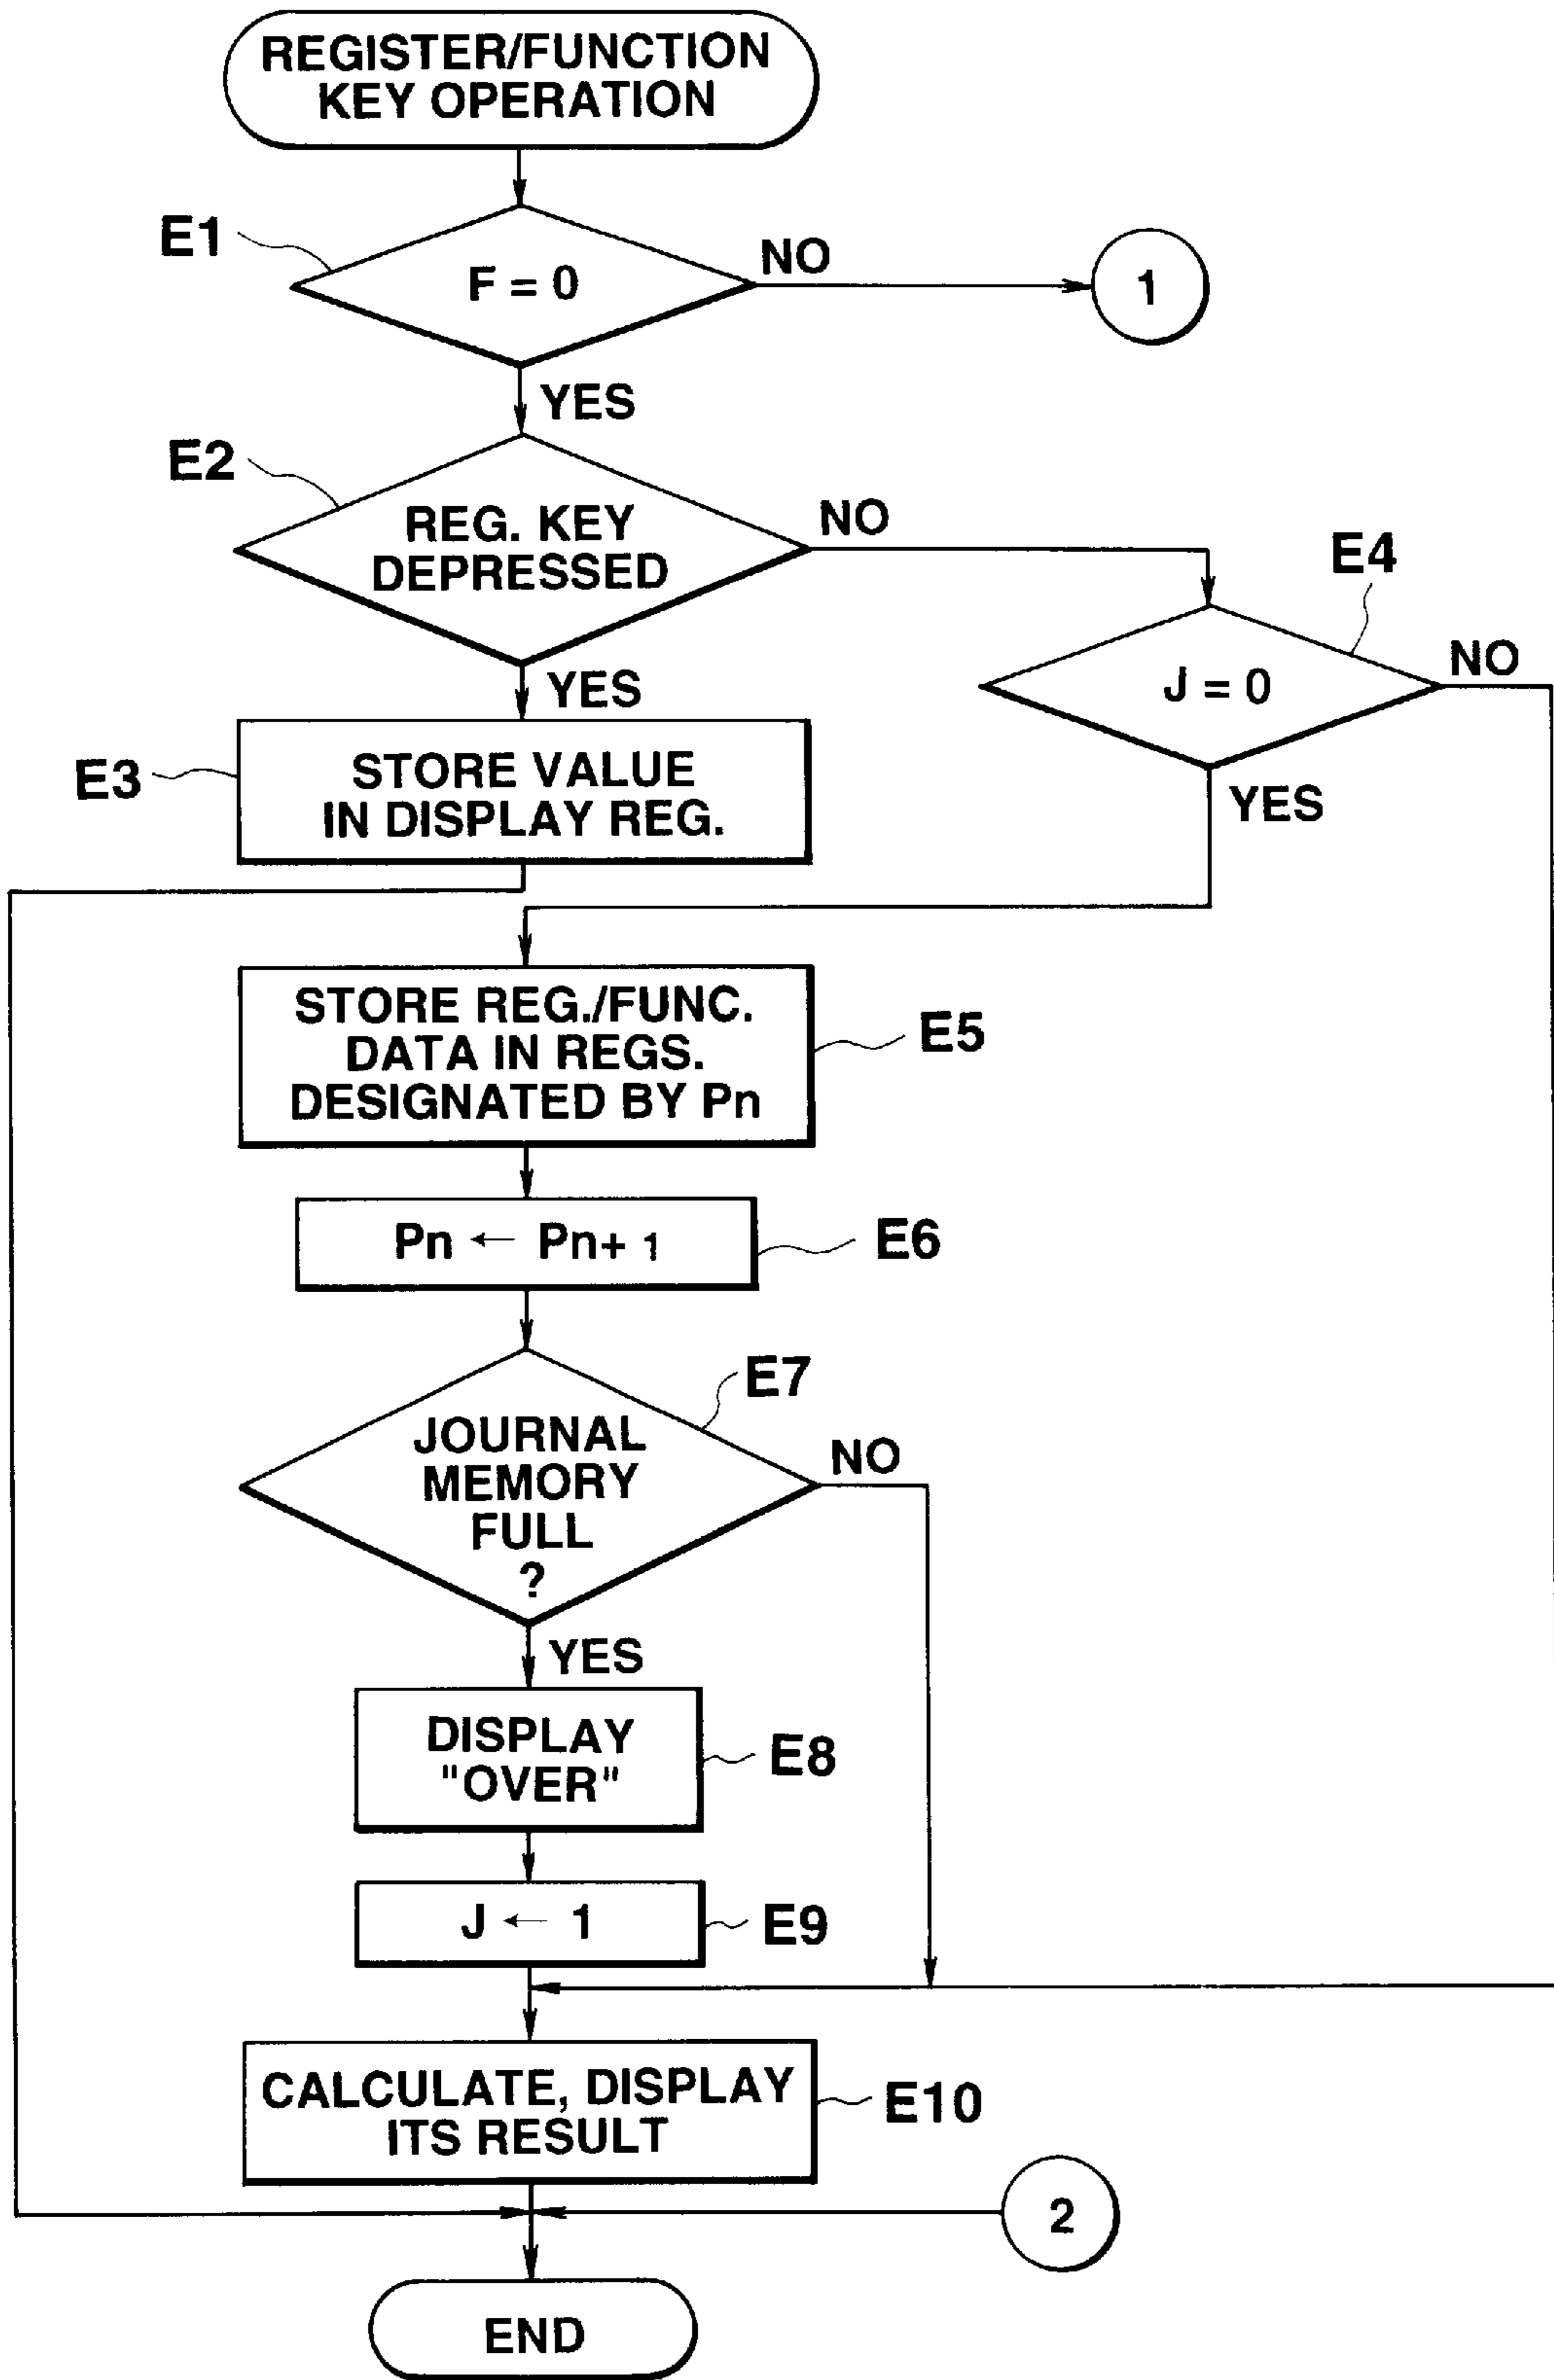 REGISTER/FUNCTION
KEY OPERATION
E1
F = 0
NO
1
YES
E2
REG. KEY
DEPRESSED
NO
E4
J = 0
NO
YES
YES
E3
STORE VALUE
IN DISPLAY REG.
STORE REG./FUNC.
DATA IN REGS.
DESIGNATED BY Pn
E5
Pn ← Pn+ 1
E6
E7
JOURNAL
MEMORY
FULL
?
NO
YES
DISPLAY
"OVER"
E8
J ← 1
E9
CALCULATE, DISPLAY
ITS RESULT
E10
2
END